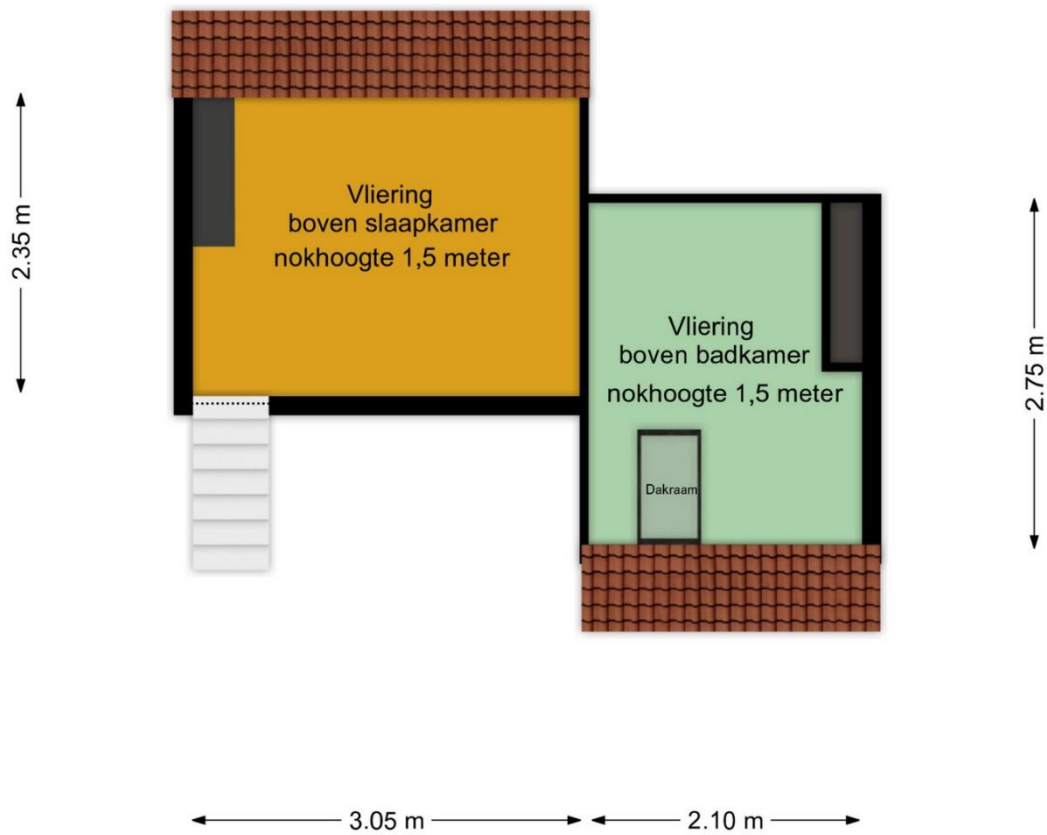 2.35 m
Vliering
boven slaapkamer
nokhoogte 1,5 meter
Vliering
boven badkamer
nokhoogte 1,5 meter
Dakraam
2.75 m
3.05 m
2.10 m